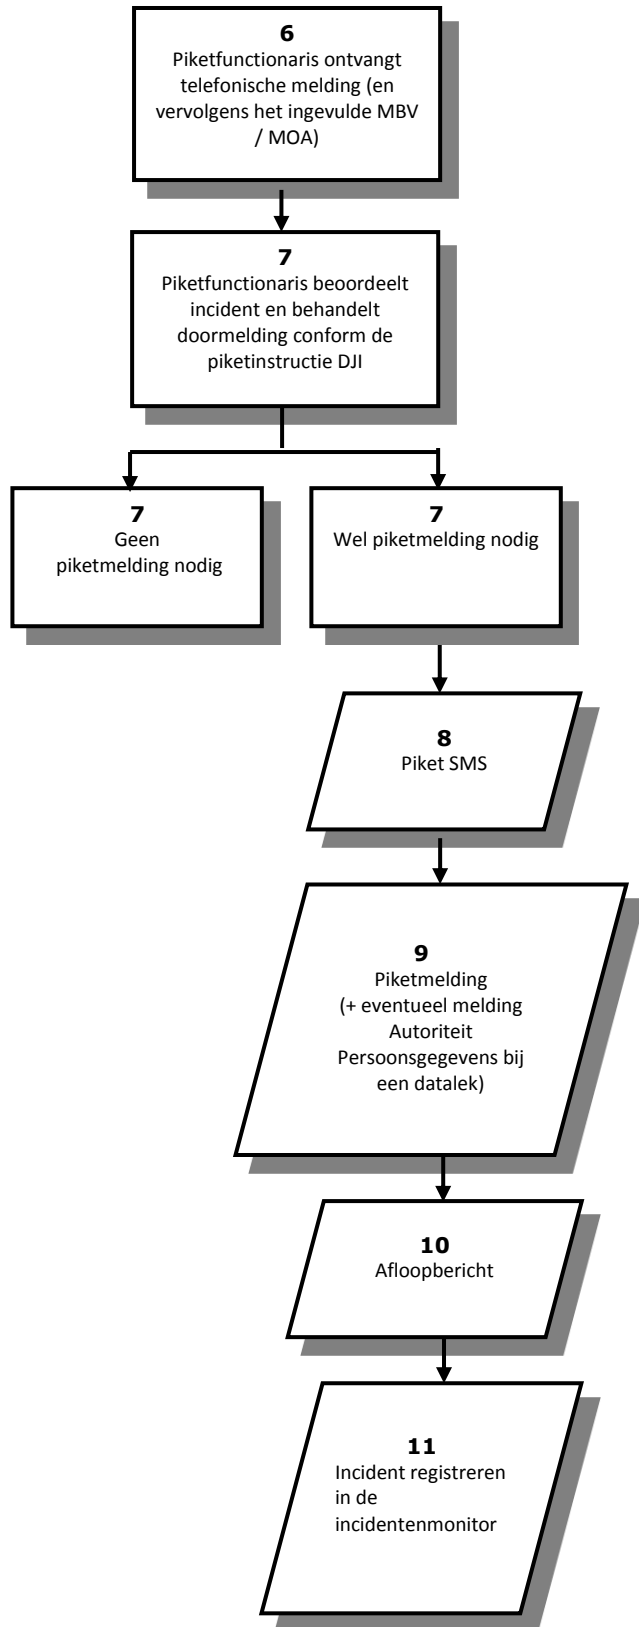 6
Piketfunctionaris ontvangt
telefonische melding (en
vervolgens het ingevulde MBV
/ MOA)
7
Piketfunctionaris beoordeelt
incident en behandelt
doormelding conform de
piketinstructie DJI
7
Geen
piketmelding nodig
7
Wel piketmelding nodig
8
Piket SMS
9
Piketmelding
(+ eventueel melding
Autoriteit
Persoonsgegevens bij
een datalek)
10
Afloopbericht
11
Incident registreren
in de
incidentenmonitor